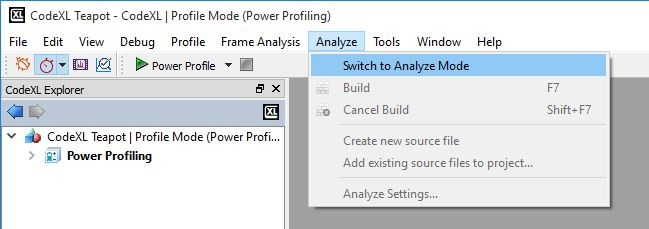 CodeXL Teapot - CodeXL | Profile Mode (Power Profiling)
File Edit View Debug Profile Frame Analysis Analyze Tools Window Help
Power Profile
Switch to Analyze Mode
Build F7
Cancel Build Shift+F7
Create new source file
Add existing source files to project...
Analyze Settings...
CodeXL Explorer
XL
CodeXL Teapot | Profile Mode (Power Profi...
Power Profiling